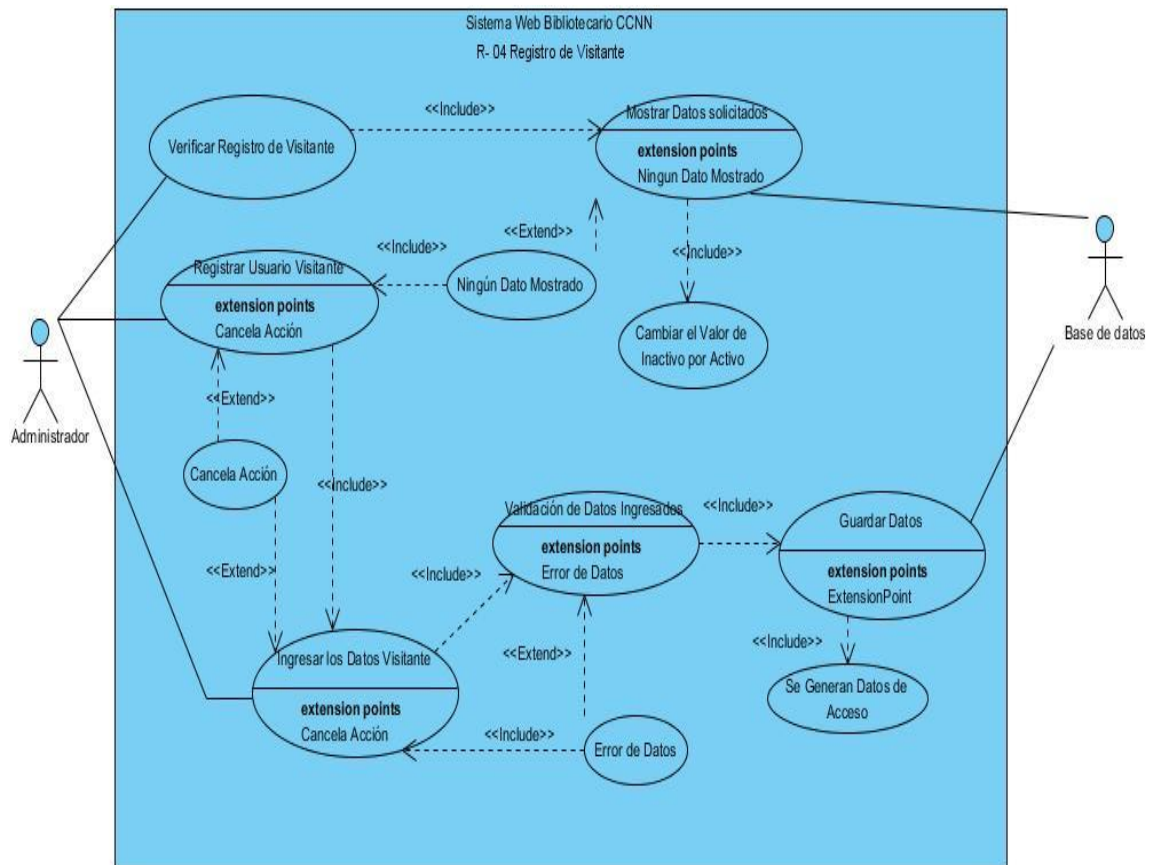 Sistema Web Bibliotecario CCNN
R- 04 Registro de Visitante
<<Include>>
Mostrar Datos solicitados
extension points
Ningun Dato Mostrado
Verificar Registro de Visitante
<<Extend>>
<<Include>>
<<Include>>
Registrar Usuario Visitante
extension points
Cancela Acción
Ningún Dato Mostrado
Cambiar el Valor de
Inactivo por Activo
Base de datos
Administrador
<<Extend>>
Cancela Acción
<<Include>>
Validación de Datos Ingresados
extension points
Error de Datos
<<Include>>
Guardar Datos
extension points
ExtensionPoint
<<Extend>>
<<Include>>
Ingresar los Datos Visitante
extension points
Cancela Acción
<<Extend>>
<<Include>>
Se Generan Datos de
Acceso
<<Include>>
Error de Datos